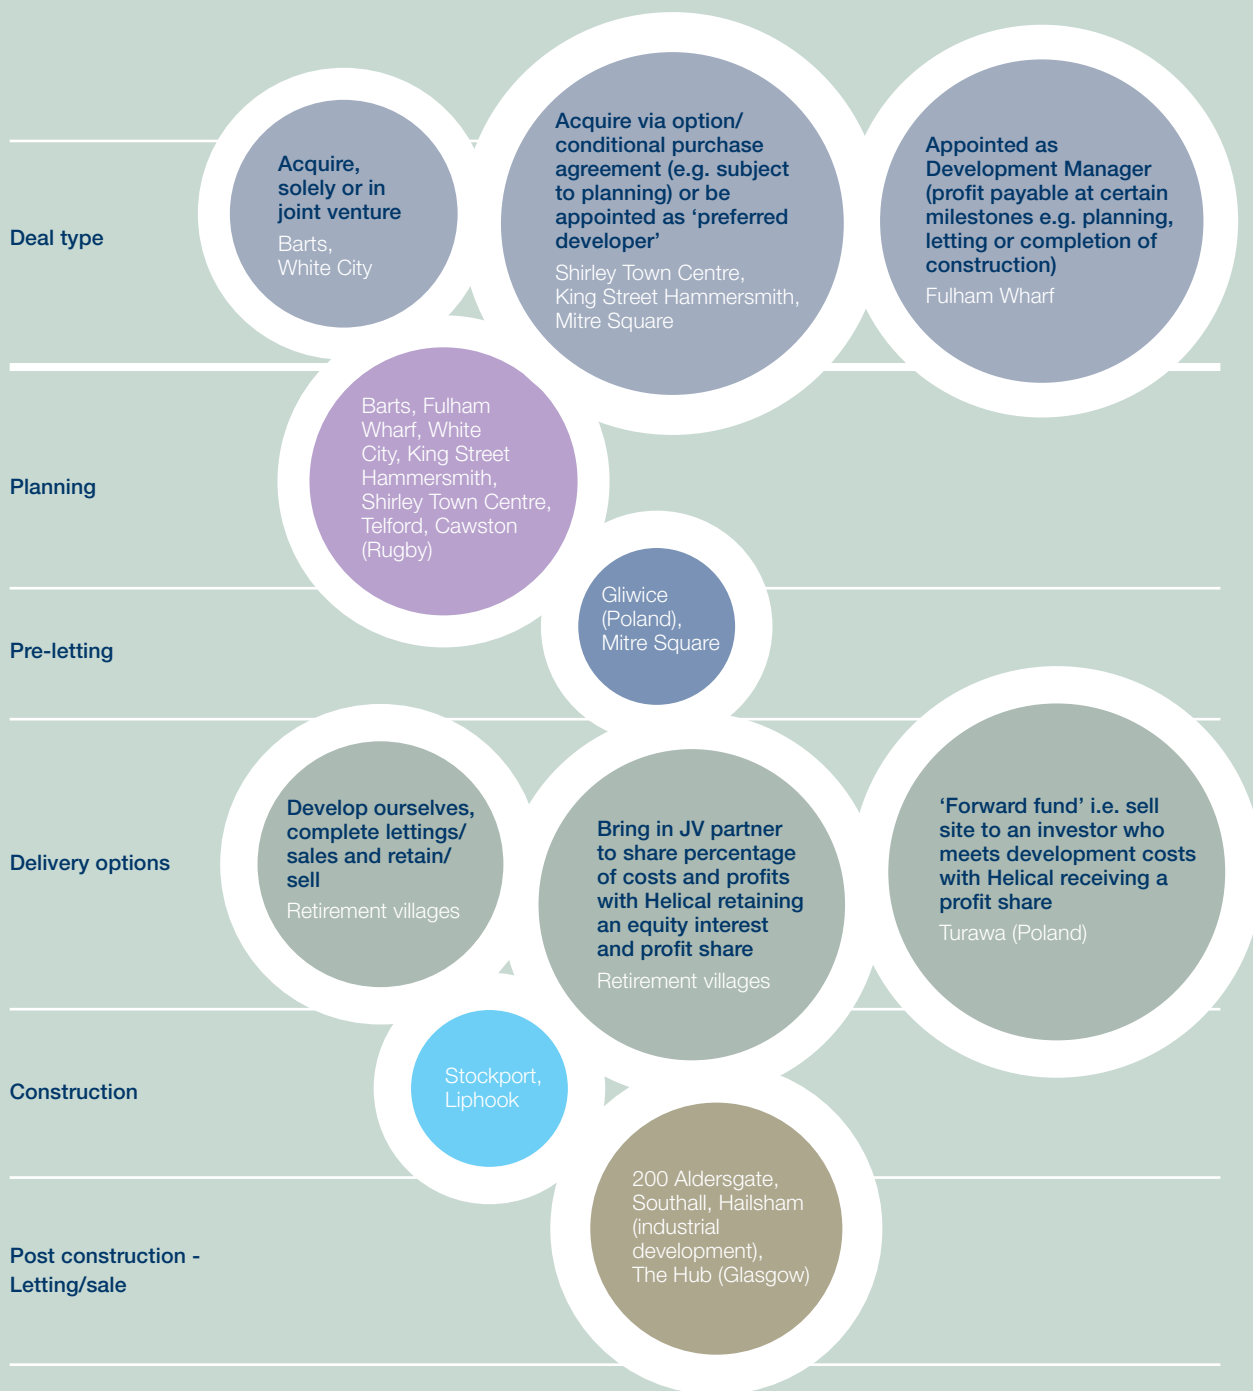 Deal type
Acquire,
solely or in
joint venture
Barts,
White City
Acquire via option/
conditional purchase
agreement (e.g. subject
to planning) or be
appointed as ‘preferred
developer’
Shirley Town Centre,
King Street Hammersmith,
Mitre Square
Appointed as
Development Manager
(profit payable at certain
milestones e.g. planning,
letting or completion of
construction)
Fulham Wharf
Planning
Barts, Fulham
Wharf, White
City, King Street
Hammersmith,
Shirley Town Centre,
Telford, Cawston
(Rugby)
Pre-letting
Gliwice
(Poland),
Mitre Square
Delivery options
Develop ourselves,
complete lettings/
sales and retain/
sell
Retirement villages
Bring in JV partner
to share percentage
of costs and profits
with Helical retaining
an equity interest
and profit share
Retirement villages
‘Forward fund’ i.e. sell
site to an investor who
meets development costs
with Helical receiving a
profit share
Turawa (Poland)
Construction
Stockport,
Liphook
Post construction -
Letting/sale
200 Aldersgate,
Southall, Hailsham
(industrial
development),
The Hub (Glasgow)